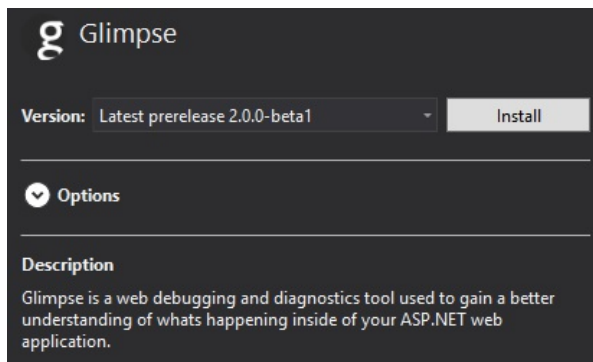 g Glimpse
Version: Latest prerelease 2.0.0-beta1 Install
Options
Description
Glimpse is a web debugging and diagnostics tool used to gain a better
understanding of whats happening inside of your ASP.NET web
application.